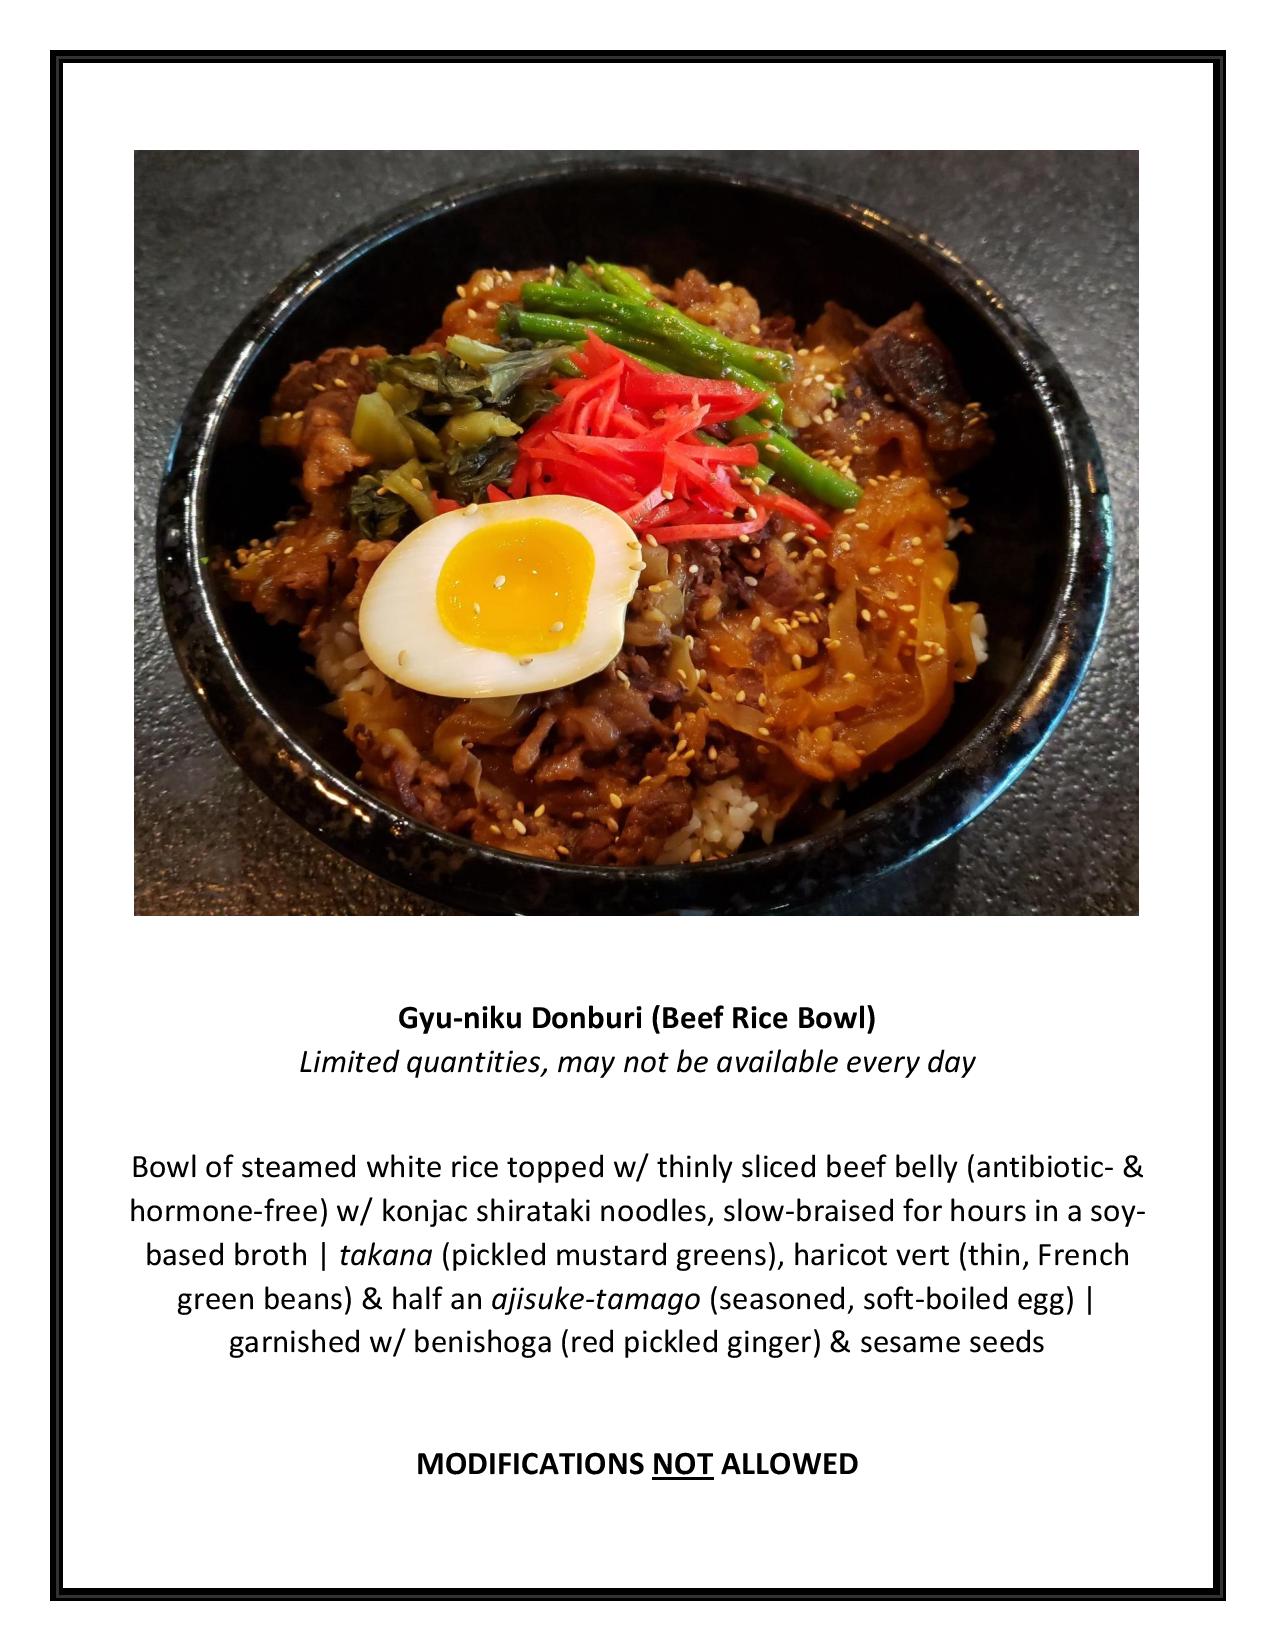 Gyu-niku Donburi (Beef Rice Bowl)
Limited quantities, may not be available every day
Bowl of steamed white rice topped w/ thinly sliced beef belly (antibiotic- &
hormone-free) w/ konjac shirataki noodles, slow-braised for hours in a soy-
based broth | takana (pickled mustard greens), haricot vert (thin, French
green beans) & half an ajisuke-tamago (seasoned, soft-boiled egg) |
garnished w/ benishoga (red pickled ginger) & sesame seeds
MODIFICATIONS NOT ALLOWED